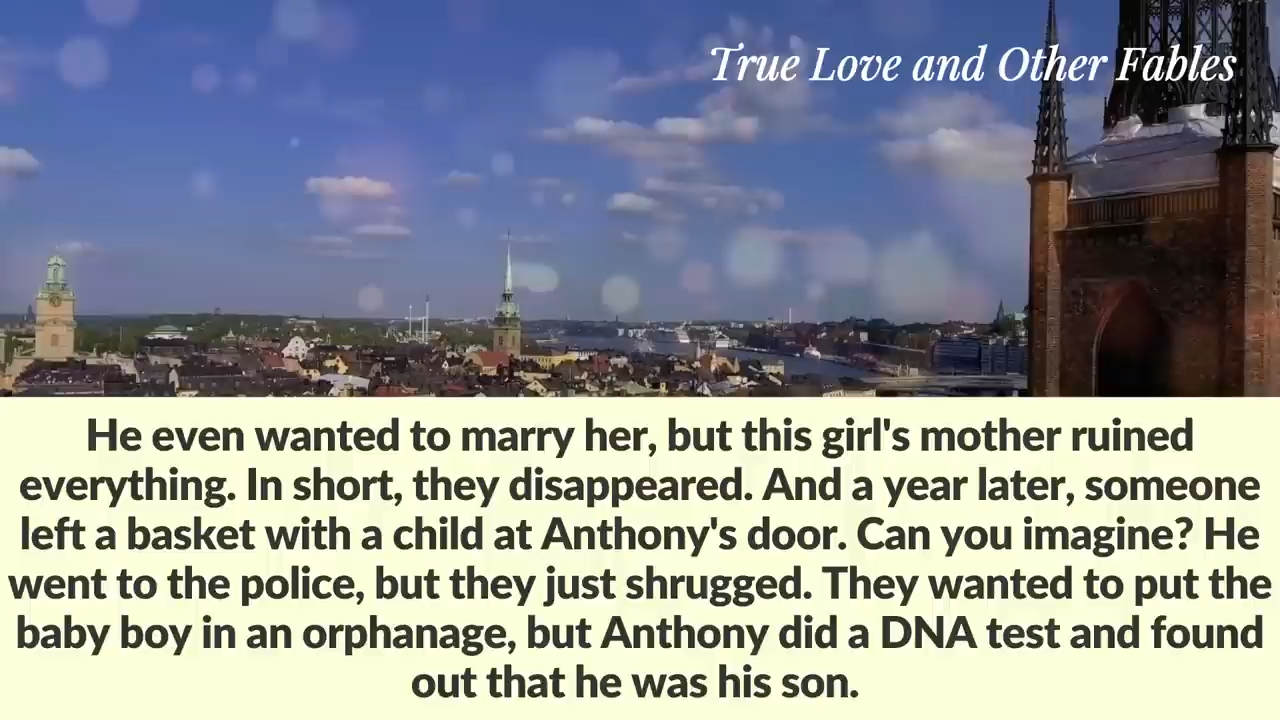 True Love and Other Fables
He even wanted to marry her, but this girl's mother ruined
everything. In short, they disappeared. And a year later, someone
left a basket with a child at Anthony's door. Can you imagine? He
went to the police, but they just shrugged. They wanted to put the
baby boy in an orphanage, but Anthony did a DNA test and found
out that he was his son.